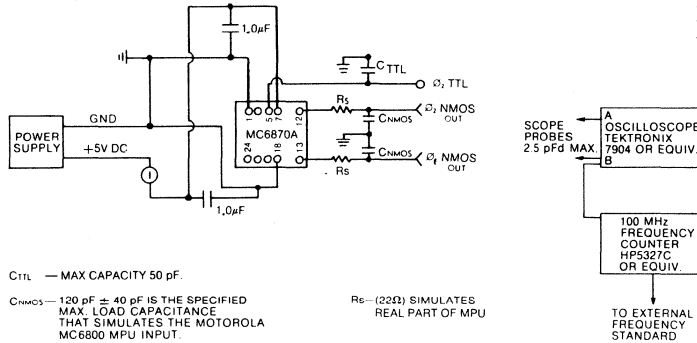 1.0µF
C TTL
Ø₂ TTL
1 5 7 12
Rs
Ø₂ NMOS
OUT
CNMOS
MC6870A
GND
POWER
SUPPLY
+5V DC
24 18 13
CNMOS
Rs
Øf NMOS
OUT
I
1.0µF
SCOPE
PROBES
2.5 pFd MAX.
A
OSCILLOSCOPE
TEKTRONIX
7904 OR EQUIV.
B
100 MHz
FREQUENCY
COUNTER
HP5327C
OR EQUIV.
TO EXTERNAL
FREQUENCY
STANDARD
CTTL — MAX CAPACITY 50 pF.
CNMOS — 120 pF ± 40 pF IS THE SPECIFIED
MAX. LOAD CAPACITANCE
THAT SIMULATES THE MOTOROLA
MC6800 MPU INPUT.
Rs—(22Ω) SIMULATES
REAL PART OF MPU